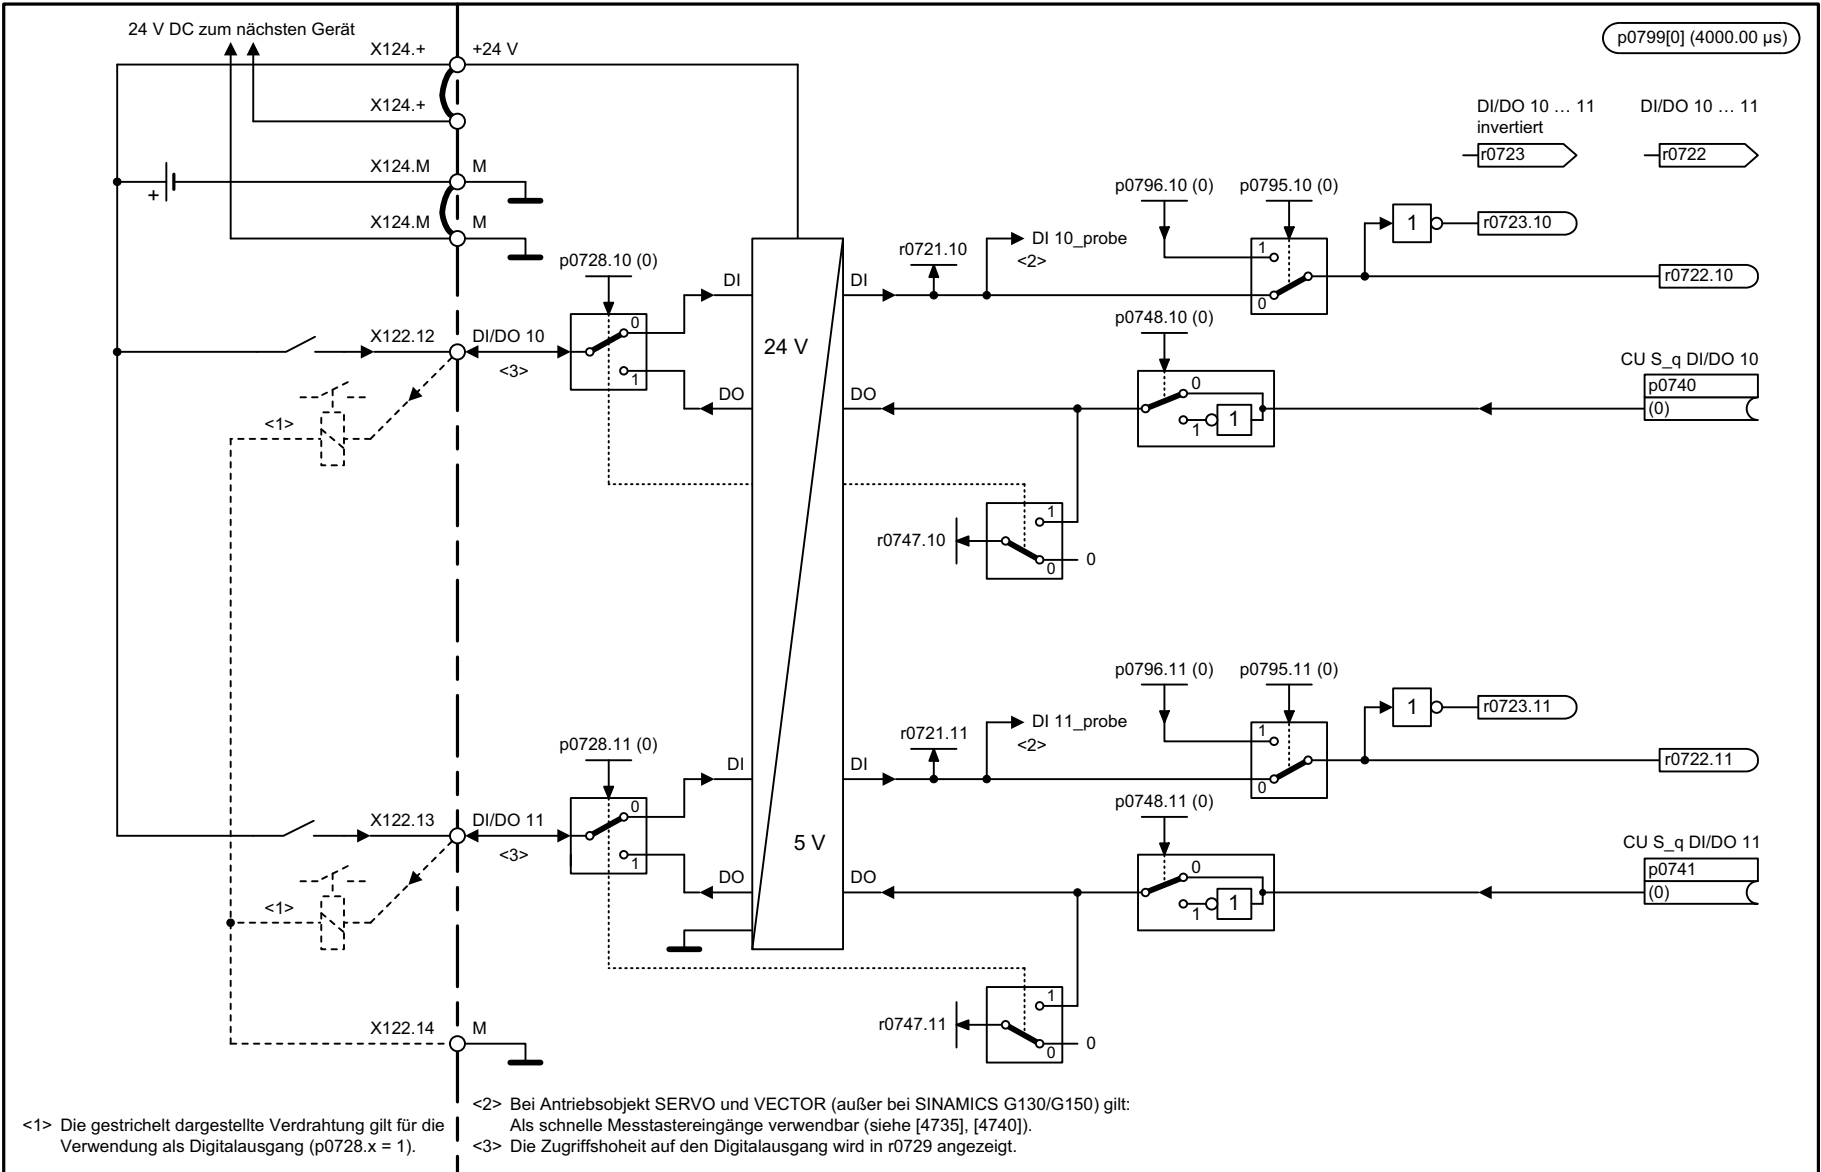 24 V DC zum nächsten Gerät
p0799[0] (4000.00 µs)
X124.+
+24 V
X124.+
X124.M
M
X124.M
M
+
DI/DO 10 … 11
invertiert
r0723
DI/DO 10 … 11
r0722
p0796.10 (0)
p0795.10 (0)
1
r0723.10
r0721.10
DI 10_probe
<2>
1
0
r0722.10
p0728.10 (0)
DI
DI
X122.12
DI/DO 10
<3>
0
1
24 V
p0748.10 (0)
CU S_q DI/DO 10
p0740
(0)
DO
DO
0
1
1
<1>
r0747.10
1
0
0
p0796.11 (0)
p0795.11 (0)
1
r0723.11
r0721.11
DI 11_probe
<2>
1
0
r0722.11
p0728.11 (0)
DI
DI
X122.13
DI/DO 11
<3>
0
1
5 V
p0748.11 (0)
CU S_q DI/DO 11
p0741
(0)
DO
DO
0
1
1
<1>
r0747.11
1
0
0
X122.14
M
<1> Die gestrichelt dargestellte Verdrahtung gilt für die
Verwendung als Digitalausgang (p0728.x = 1).
<2> Bei Antriebsobjekt SERVO und VECTOR (außer bei SINAMICS G130/G150) gilt:
Als schnelle Messtastereingänge verwendbar (siehe [4735], [4740]).
<3> Die Zugriffshoheit auf den Digitalausgang wird in r0729 angezeigt.